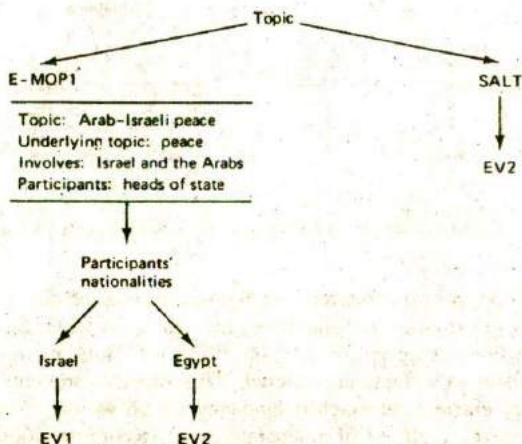 Topic
E-MOP1
SALT
Topic: Arab-Israeli peace
Underlying topic: peace
Involves: Israel and the Arabs
Participants: heads of state
EV2
Participants'
nationalities
Israel
Egypt
EV1
EV2